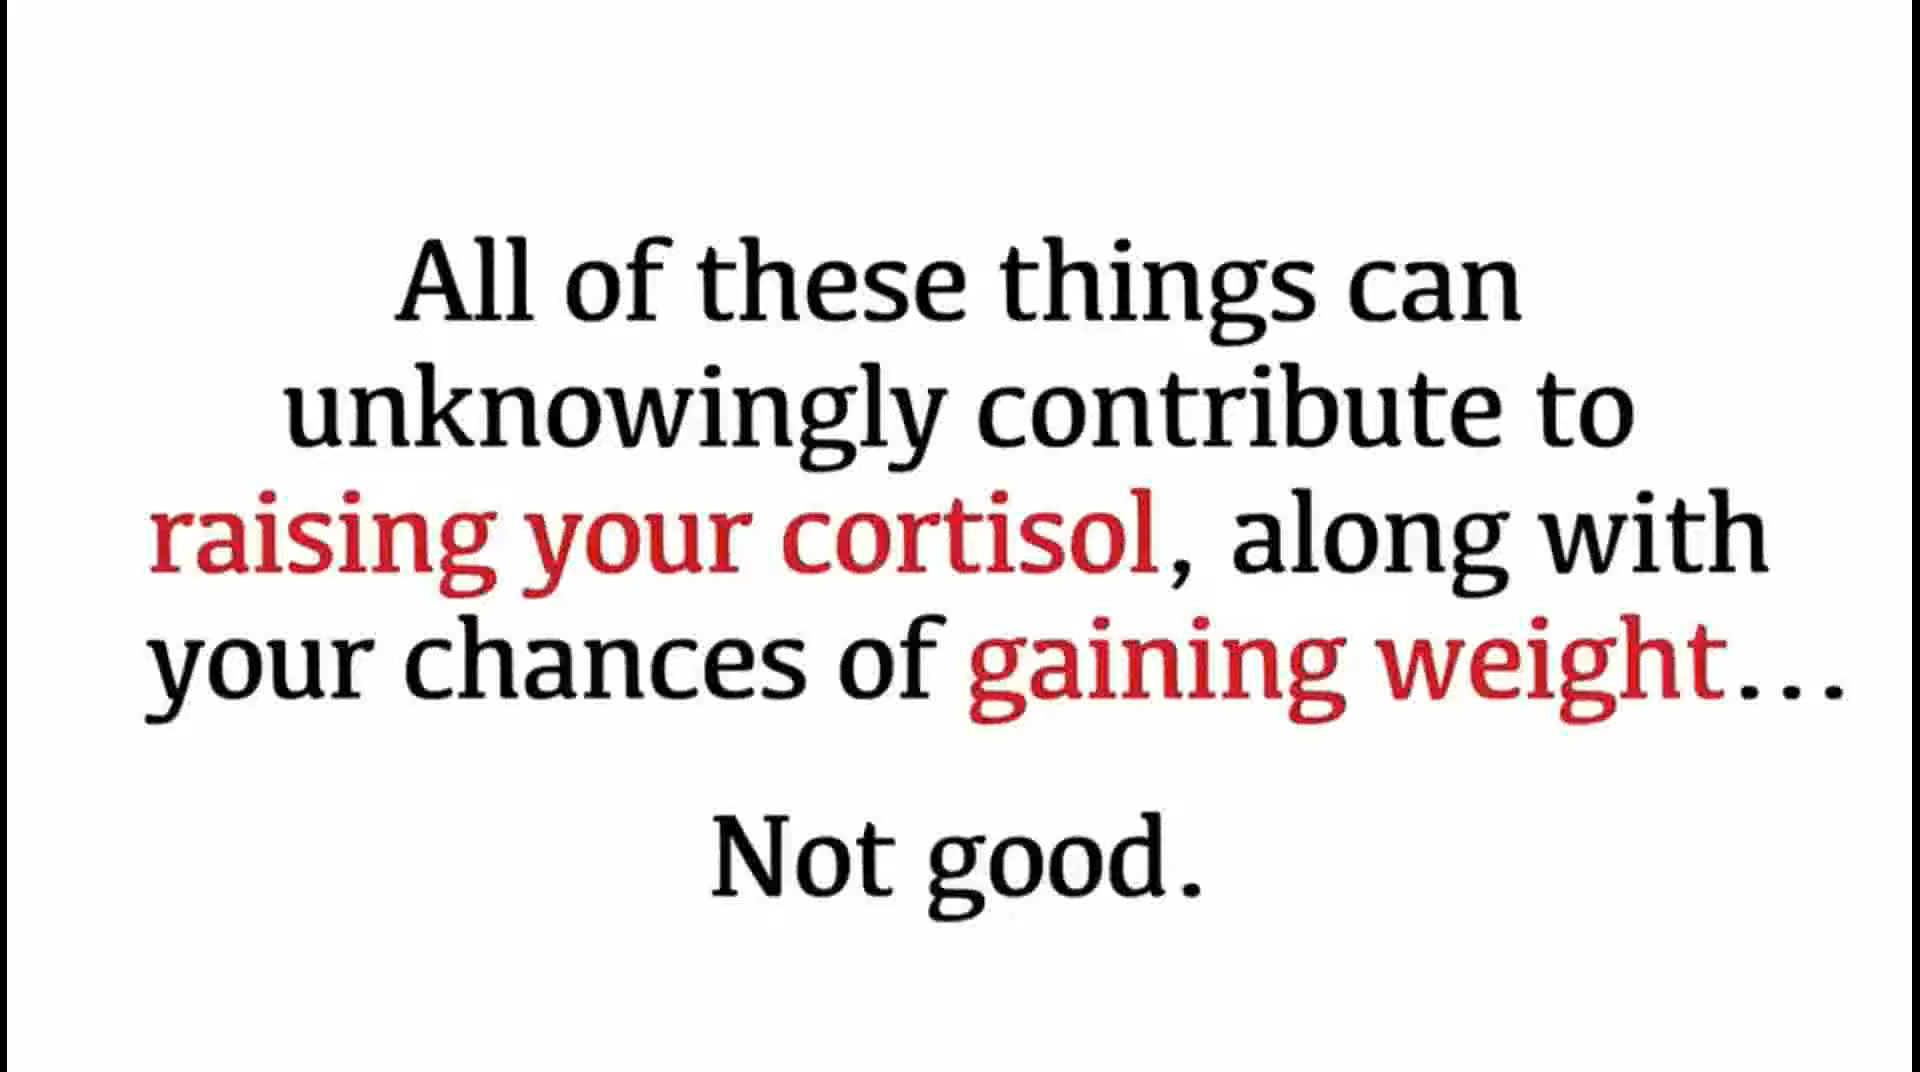 All of these things can
unknowingly contribute to
raising your cortisol, along with
your chances of gaining weight...
Not good.